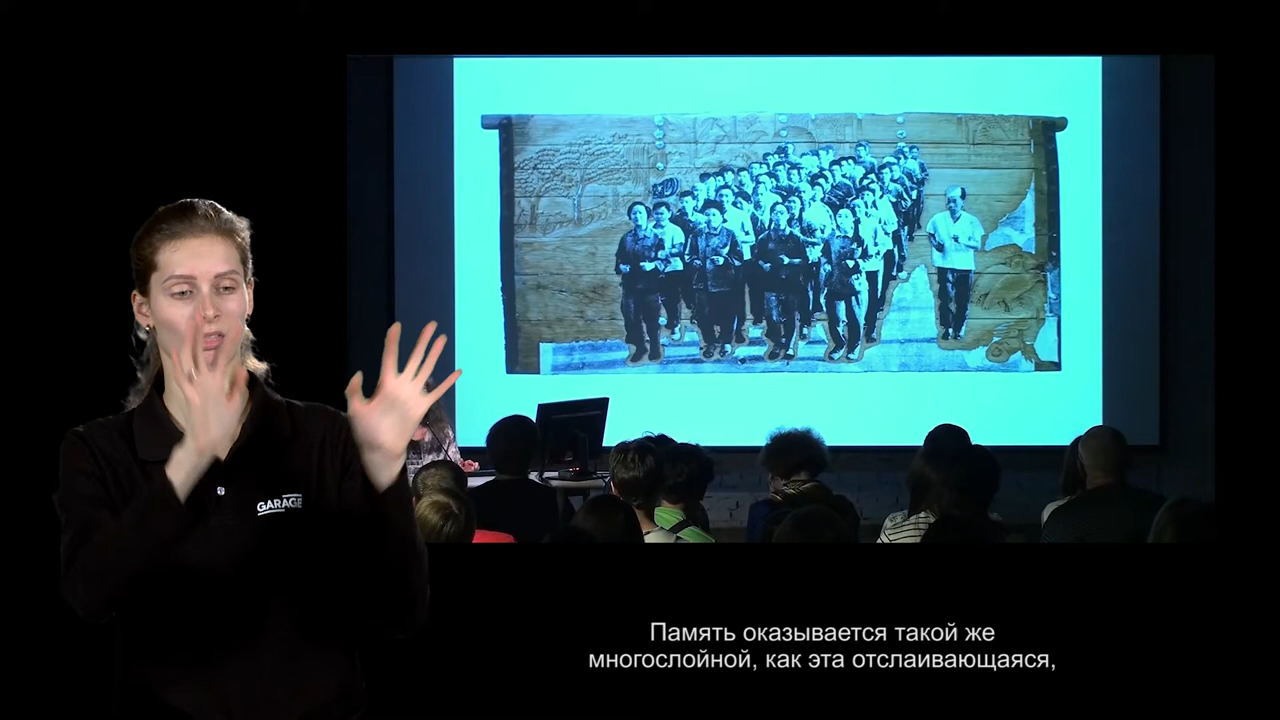 GARAGE
Память оказывается такой же
многослойной, как эта отслаивающаяся,